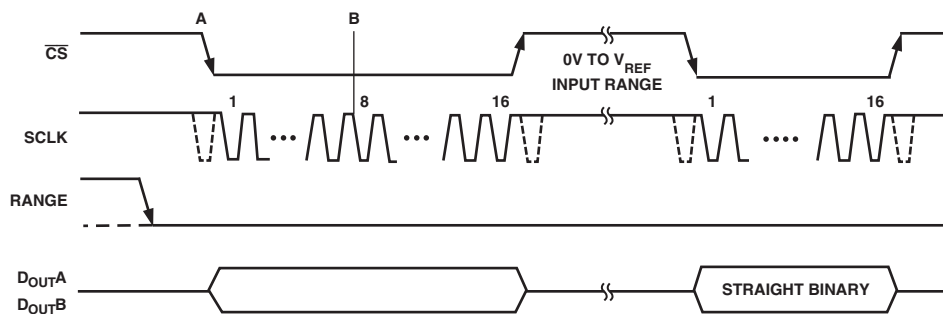 A
B
CS
0V TO VREF
INPUT RANGE
1
8
16
1
16
SCLK
RANGE
DOUTA
DOUTB
STRAIGHT BINARY